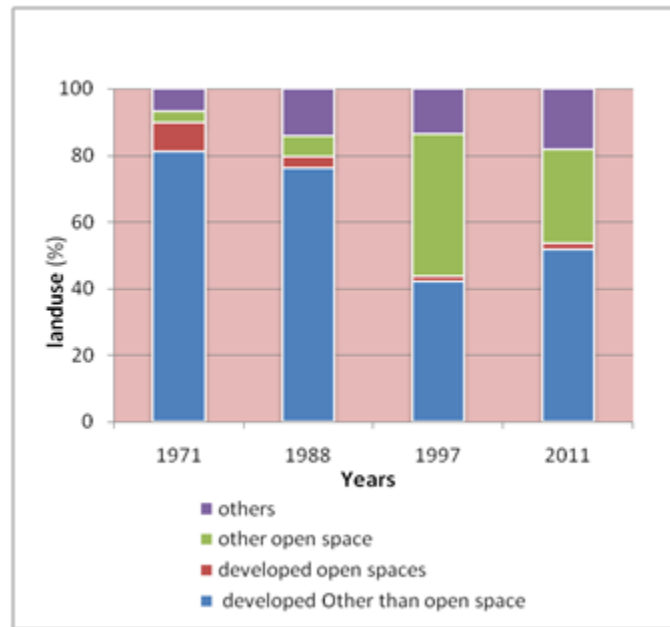 100
80
60
40
20
0
landuse (%)
1971 1988 1997 2011
Years
others
other open space
developed open spaces
developed Other than open space